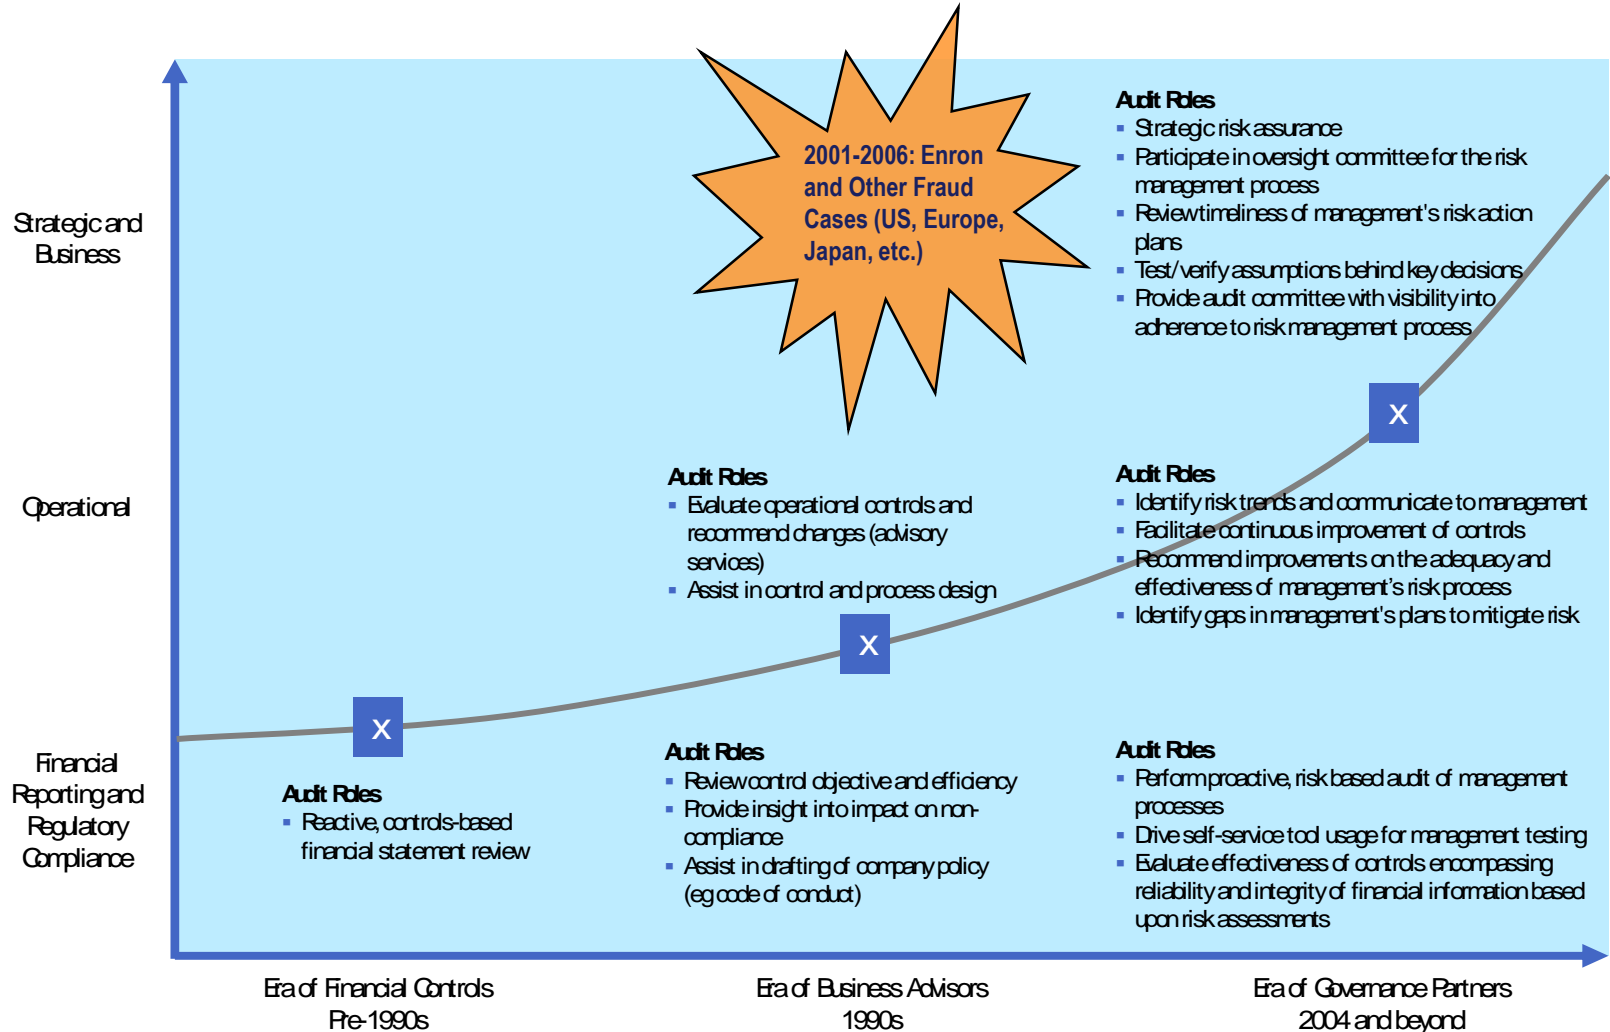 2001-2006: Enron
and Other Fraud
Cases (US, Europe,
Japan, etc.)
Audit Roles
Strategic risk assurance
Participate in oversight committee for the risk
management process
Review timeliness of management's risk action
plans
Test/verify assumptions behind key decisions
Provide audit committee with visibility into
adherence to risk management process
Strategic and
Business
X
Operational
Audit Roles
Evaluate operational controls and
recommend changes (advisory
services)
Assist in control and process design
Audit Roles
Identify risk trends and communicate to management
Facilitate continuous improvement of controls
Recommend improvements on the adequacy and
effectiveness of management’s risk process
Identify gaps in management's plans to mitigate risk
X
X
Financial
Reporting and
Regulatory
Compliance
Audit Roles
Reactive, controls-based
financial statement review
Audit Roles
Review control objective and efficiency
Provide insight into impact on non-
compliance
Assist in drafting of company policy
(eg code of conduct)
Audit Roles
Perform proactive, risk based audit of management
processes
Drive self-service tool usage for management testing
Evaluate effectiveness of controls encompassing
reliability and integrity of financial information based
upon risk assessments
Era of Financial Controls
Pre-1990s
Era of Business Advisors
1990s
Era of Governance Partners
2004 and beyond